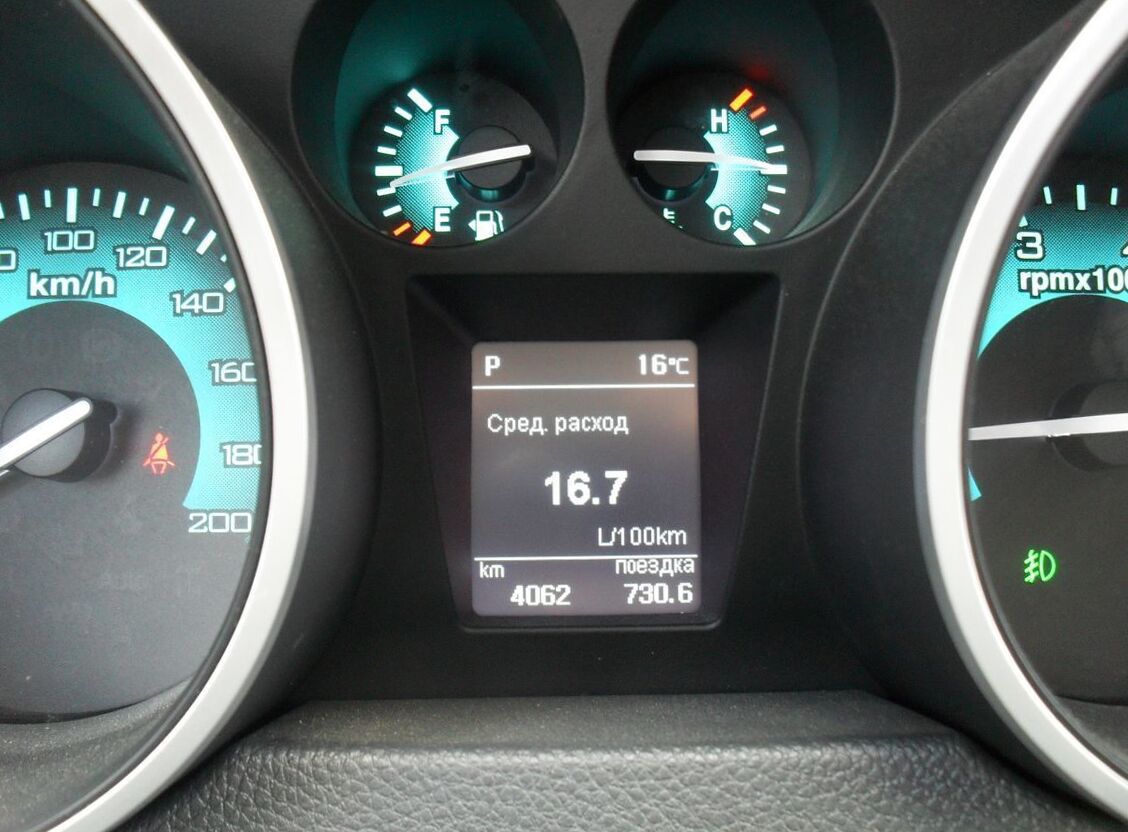 F
E
H
C
100
120
km/h
140
160
180
200
3
rpmx100
P 16°C
Сред. расход
16.7
L/100km
km поездка
4062 730.6